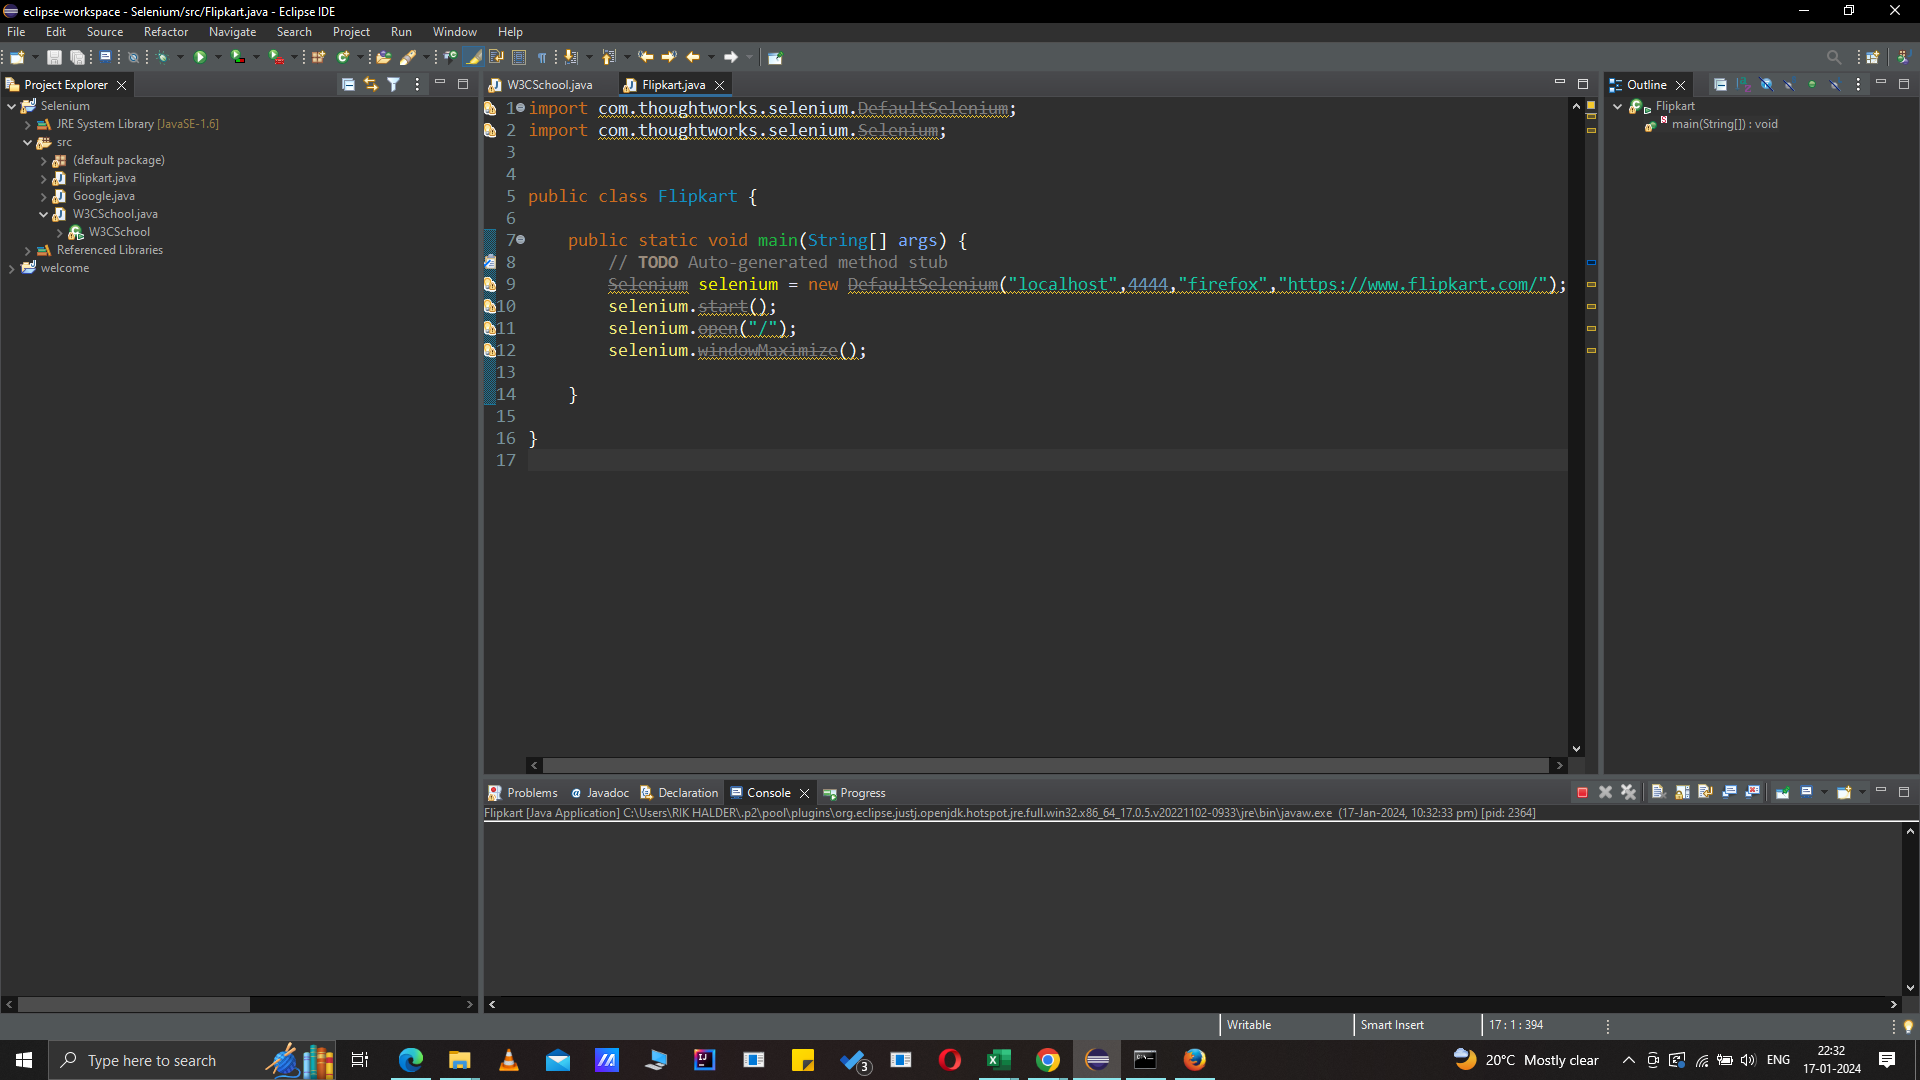 eclipse-workspace - Selenium/src/Flipkart.java - Eclipse IDE
File Edit Source Refactor Navigate Search Project Run Window Help
Project Explorer
Selenium
JRE System Library [JavaSE-1.6]
src
(default package)
Flipkart.java
Google.java
W3CSchool.java
W3CSchool
Referenced Libraries
welcome
W3CSchool.java Flipkart.java
1 import com.thoughtworks.selenium.DefaultSelenium;
2 import com.thoughtworks.selenium.Selenium;
3
4
5 public class Flipkart {
6
7 public static void main(String[] args) {
8 // TODO Auto-generated method stub
9 Selenium selenium = new DefaultSelenium("localhost",4444,"firefox","https://www.flipkart.com/");
10 selenium.start();
11 selenium.open("/");
12 selenium.windowMaximize();
13
14 }
15
16 }
17
Outline
Flipkart
main(String[]) : void
Problems Javadoc Declaration Console Progress
Flipkart [Java Application] C:\Users\RIK HALDER\.p2\pool\plugins\org.eclipse.justj.openjdk.hotspot.jre.full.win32.x86_64_17.0.5.v20221102-0933\jre\bin\javaw.exe (17-Jan-2024, 10:32:33 pm) [pid: 2364]
Writable Smart Insert 17 : 1 : 394
Type here to search
3
20°C Mostly clear
ENG
22:32
17-01-2024